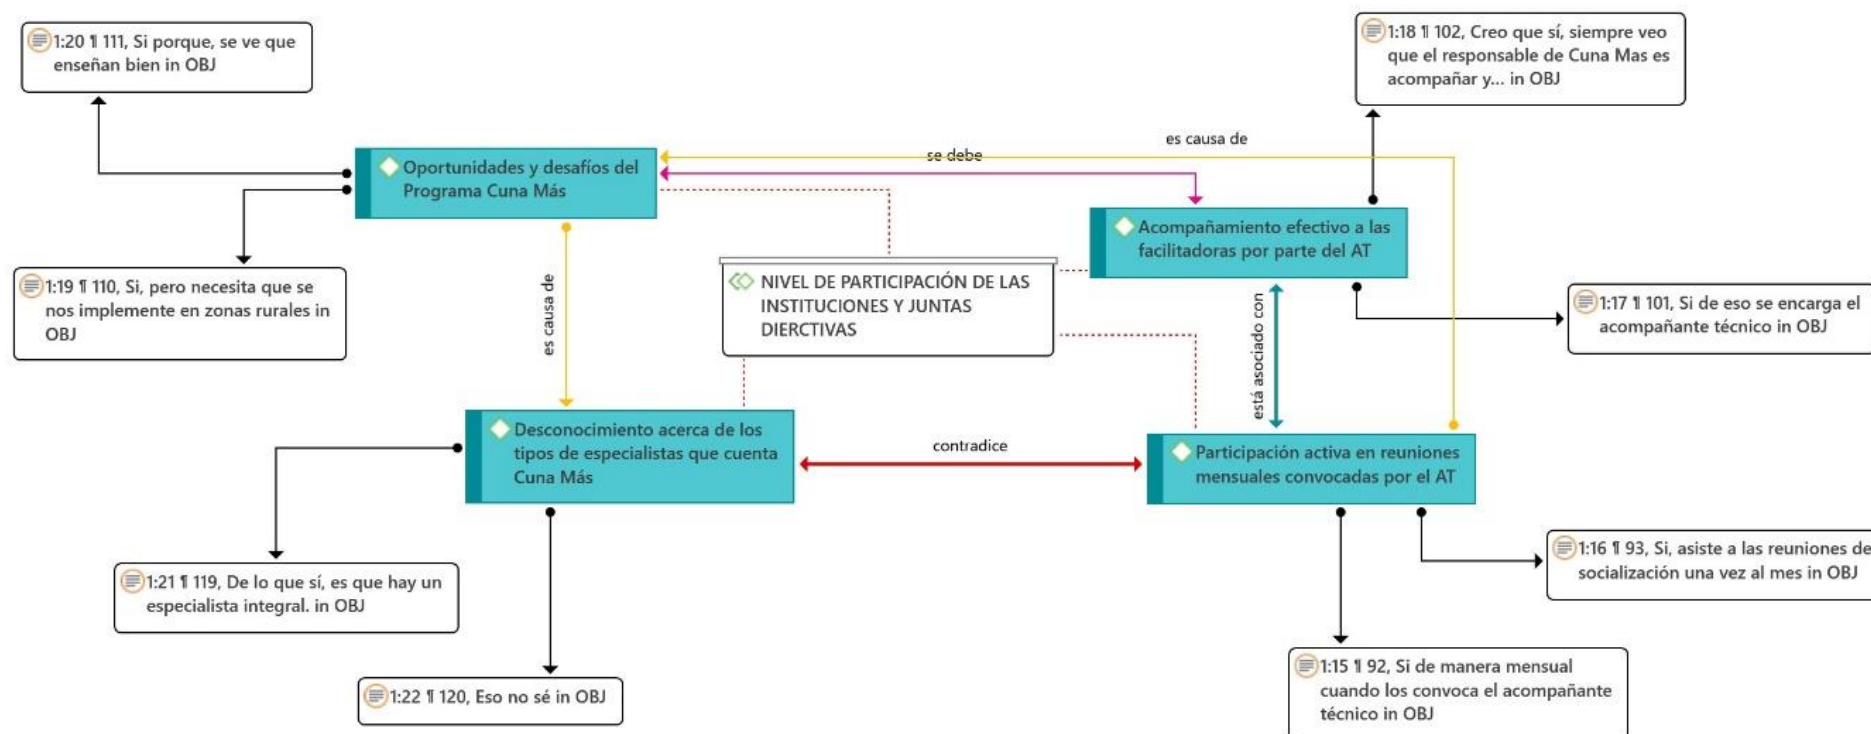 1:20 ¶ 111, Si porque, se ve que
enseñan bien in OBJ
1:18 ¶ 102, Creo que sí, siempre veo
que el responsable de Cuna Mas es
acompañar y... in OBJ
es causa de
se debe
Oportunidades y desafíos del
Programa Cuna Más
Acompañamiento efectivo a las
facilitadoras por parte del AT
1:19 ¶ 110, Si, pero necesita que se
nos implemente en zonas rurales in
OBJ
es causa de
NIVEL DE PARTICIPACIÓN DE LAS
INSTITUCIONES Y JUNTAS
DIERCTIVAS
está asociado con
1:17 ¶ 101, Si de eso se encarga el
acompañante técnico in OBJ
Desconocimiento acerca de los
tipos de especialistas que cuenta
Cuna Más
contradice
Participación activa en reuniones
mensuales convocadas por el AT
1:21 ¶ 119, De lo que sí, es que hay un
especialista integral. in OBJ
1:16 ¶ 93, Si, asiste a las reuniones de
socialización una vez al mes in OBJ
1:22 ¶ 120, Eso no sé in OBJ
1:15 ¶ 92, Si de manera mensual
cuando los convoca el acompañante
técnico in OBJ